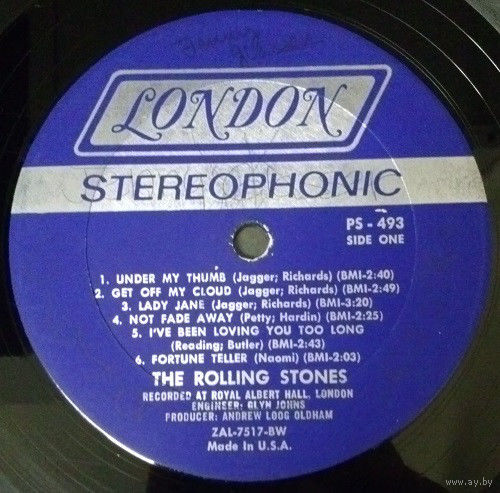 LONDON
STEREOPHONIC
PS - 493
SIDE ONE
1. UNDER MY THUMB (Jagger; Richards) (BMI-2:40)
2. GET OFF MY CLOUD (Jagger; Richards) (BMI-2:49)
3. LADY JANE (Jagger; Richards) (BMI-3:20)
4. NOT FADE AWAY (Petty; Hardin) (BMI-2:25)
5. I'VE BEEN LOVING YOU TOO LONG
(Reading; Butler) (BMI-2:43)
6. FORTUNE TELLER (Naomi) (BMI-2:03)
THE ROLLING STONES
RECORDED AT ROYAL ALBERT HALL, LONDON
ENGINEER: GLYN JOHNS
PRODUCER: ANDREW LOOG OLDHAM
ZAL-7517-BW
Made in U.S.A.
www.ay.by